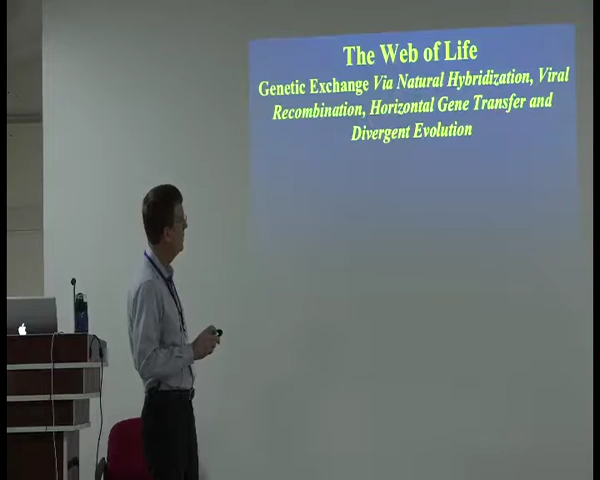 The Web of Life
Genetic Exchange Via Natural Hybridization, Viral
Recombination, Horizontal Gene Transfer and
Divergent Evolution